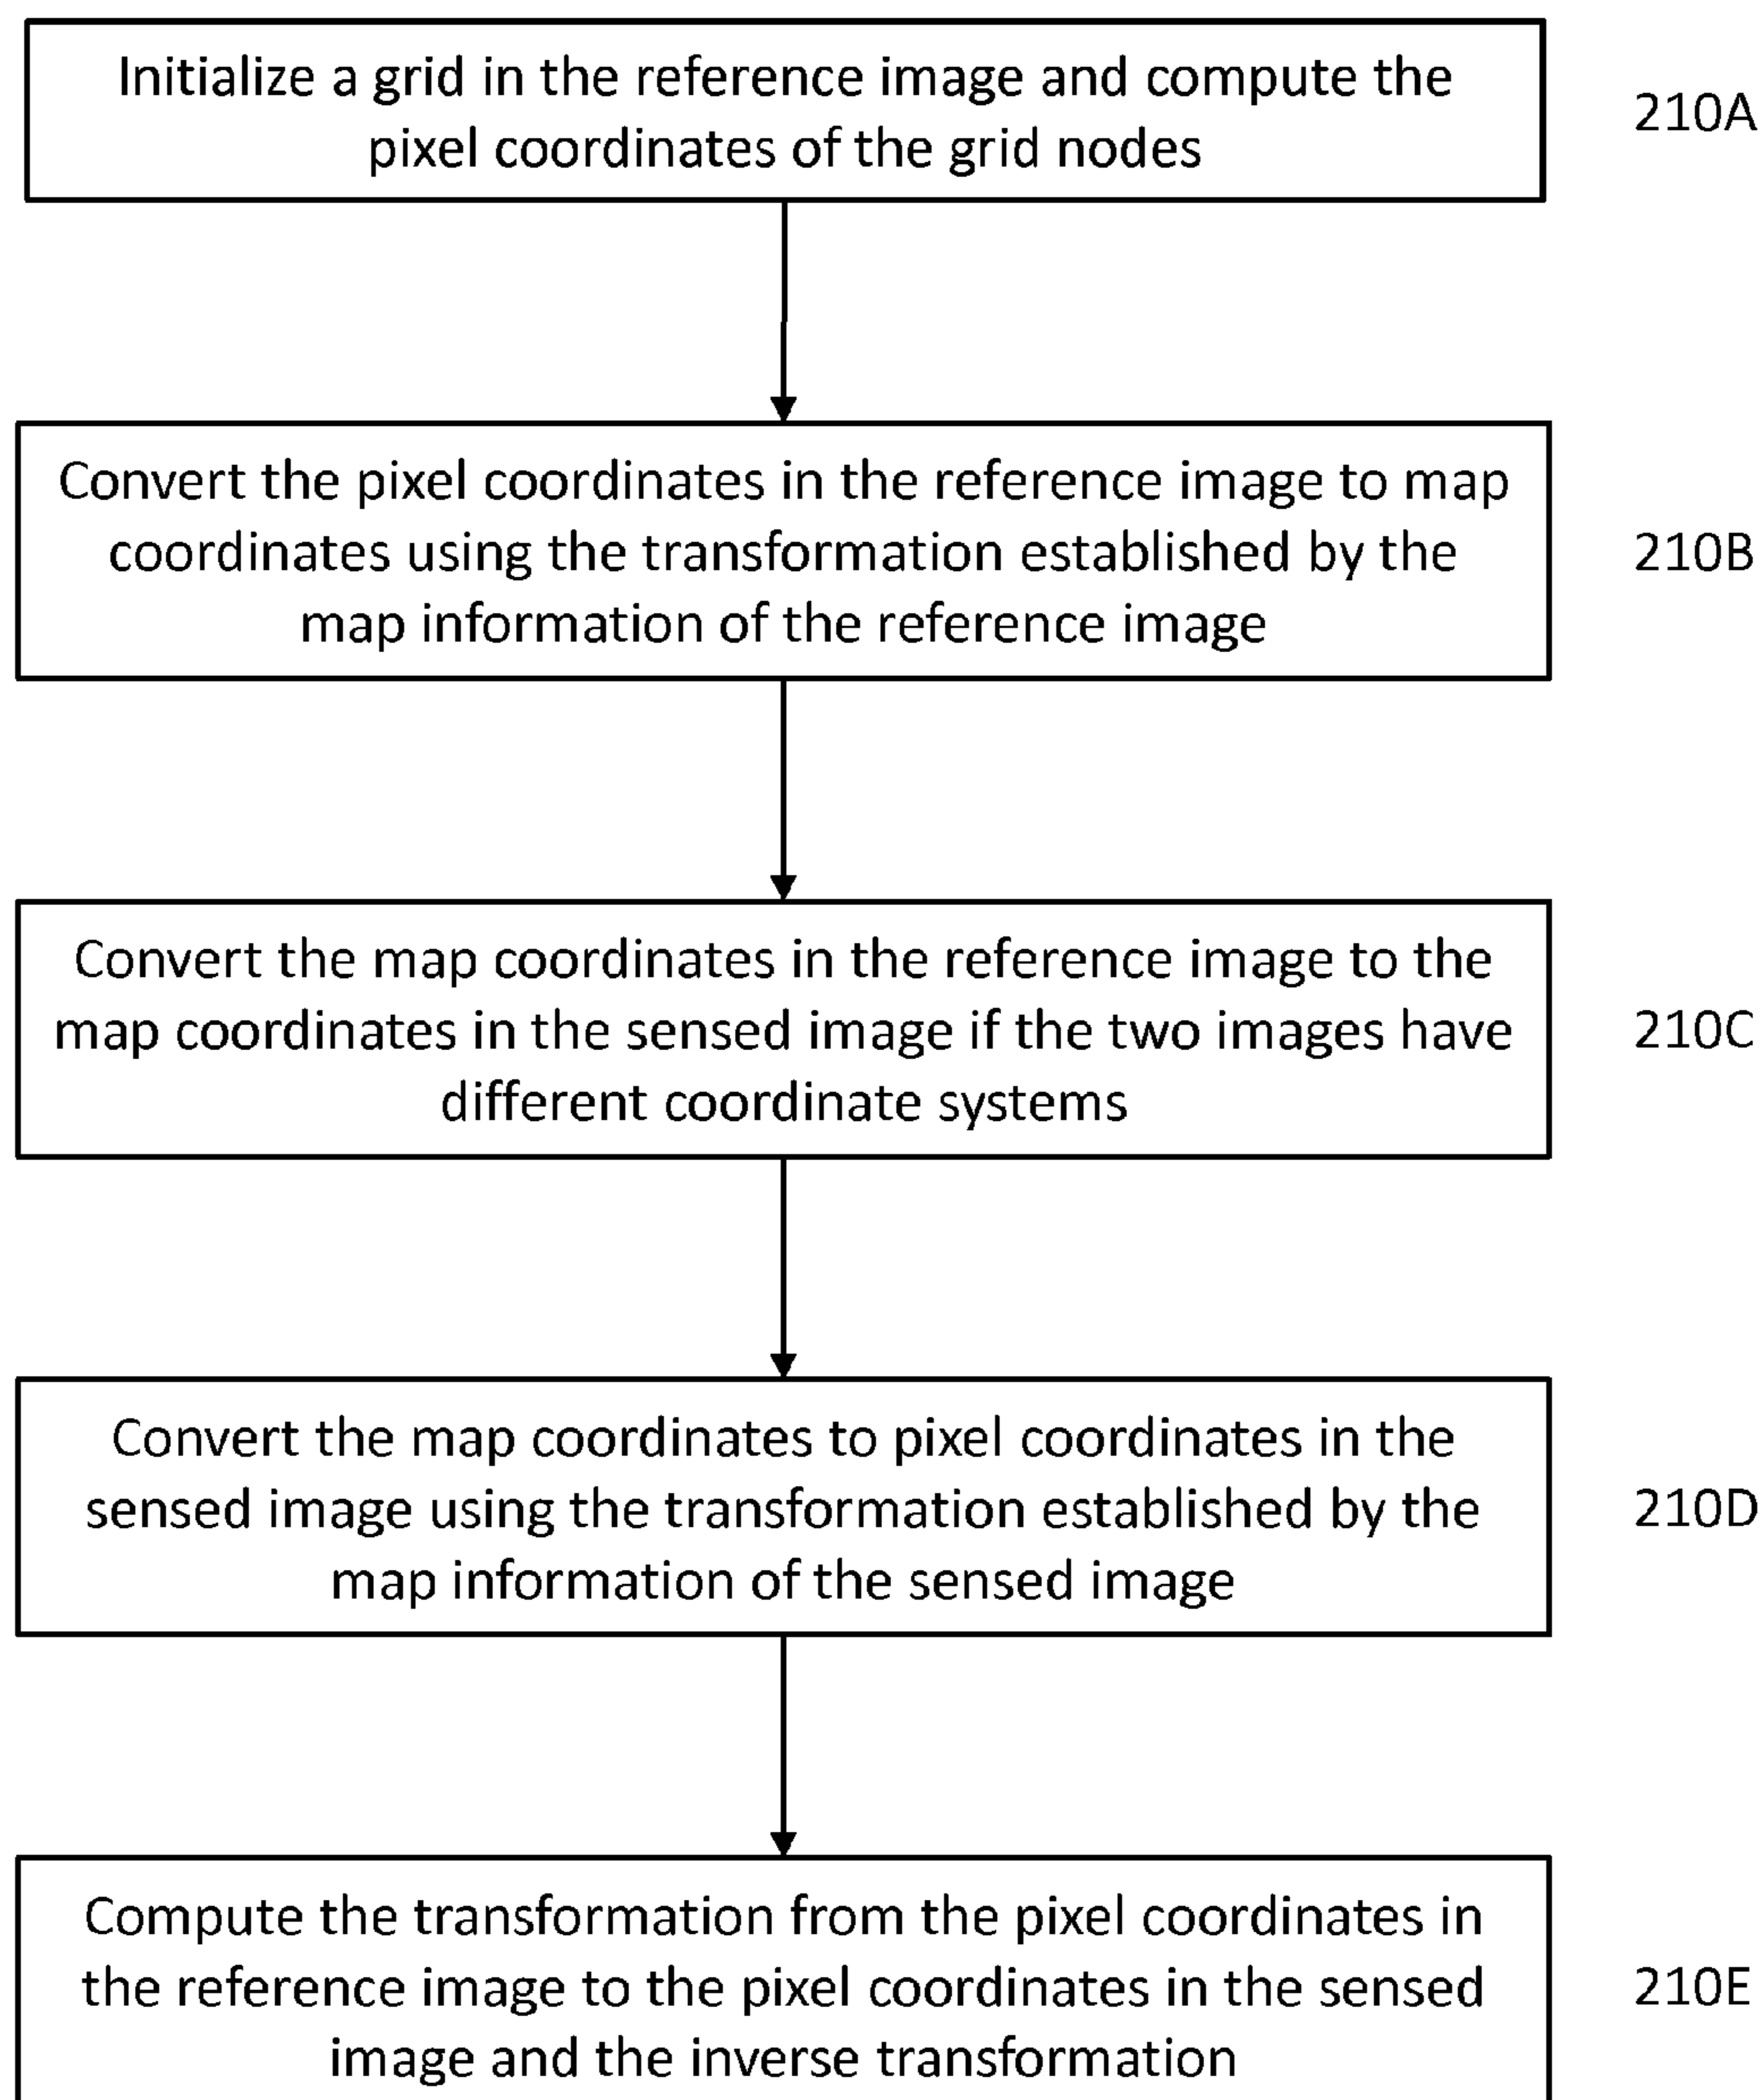 Initialize a grid in the reference image and compute the
pixel coordinates of the grid nodes
210A
Convert the pixel coordinates in the reference image to map
coordinates using the transformation established by the
map information of the reference image
210B
Convert the map coordinates in the reference image to the
map coordinates in the sensed image if the two images have
different coordinate systems
210C
Convert the map coordinates to pixel coordinates in the
sensed image using the transformation established by the
map information of the sensed image
210D
Compute the transformation from the pixel coordinates in
the reference image to the pixel coordinates in the sensed
image and the inverse transformation
210E